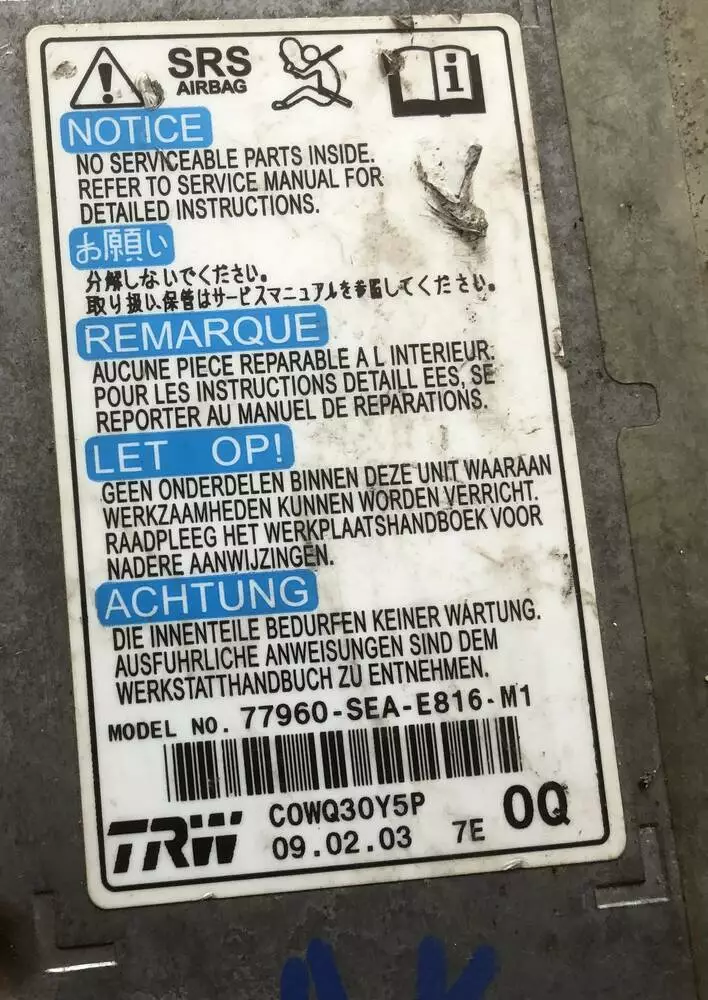 SRS
AIRBAG
NOTICE
NO SERVICEABLE PARTS INSIDE.
REFER TO SERVICE MANUAL FOR
DETAILED INSTRUCTIONS.
お願い
分解しないでください。
取り扱い、保管はサービスマニュアルを参照してください。
REMARQUE
AUCUNE PIECE REPARABLE A L INTERIEUR.
POUR LES INSTRUCTIONS DETAILL EES, SE
REPORTER AU MANUEL DE REPARATIONS.
LET OP!
GEEN ONDERDELEN BINNEN DEZE UNIT WAARAAN
WERKZAAMHEDEN KUNNEN WORDEN VERRICHT.
RAADPLEEG HET WERKPLAATSHANDBOEK VOOR
NADERE AANWIJZINGEN.
ACHTUNG
DIE INNENTEILE BEDURFEN KEINER WARTUNG.
AUSFUHRLICHE ANWEISUNGEN SIND DEM
WERKSTATTHANDBUCH ZU ENTNEHMEN.
MODEL NO. 77960-SEA-E816-M1
TRW
C0WQ30Y5P
09.02.03 7E 0Q